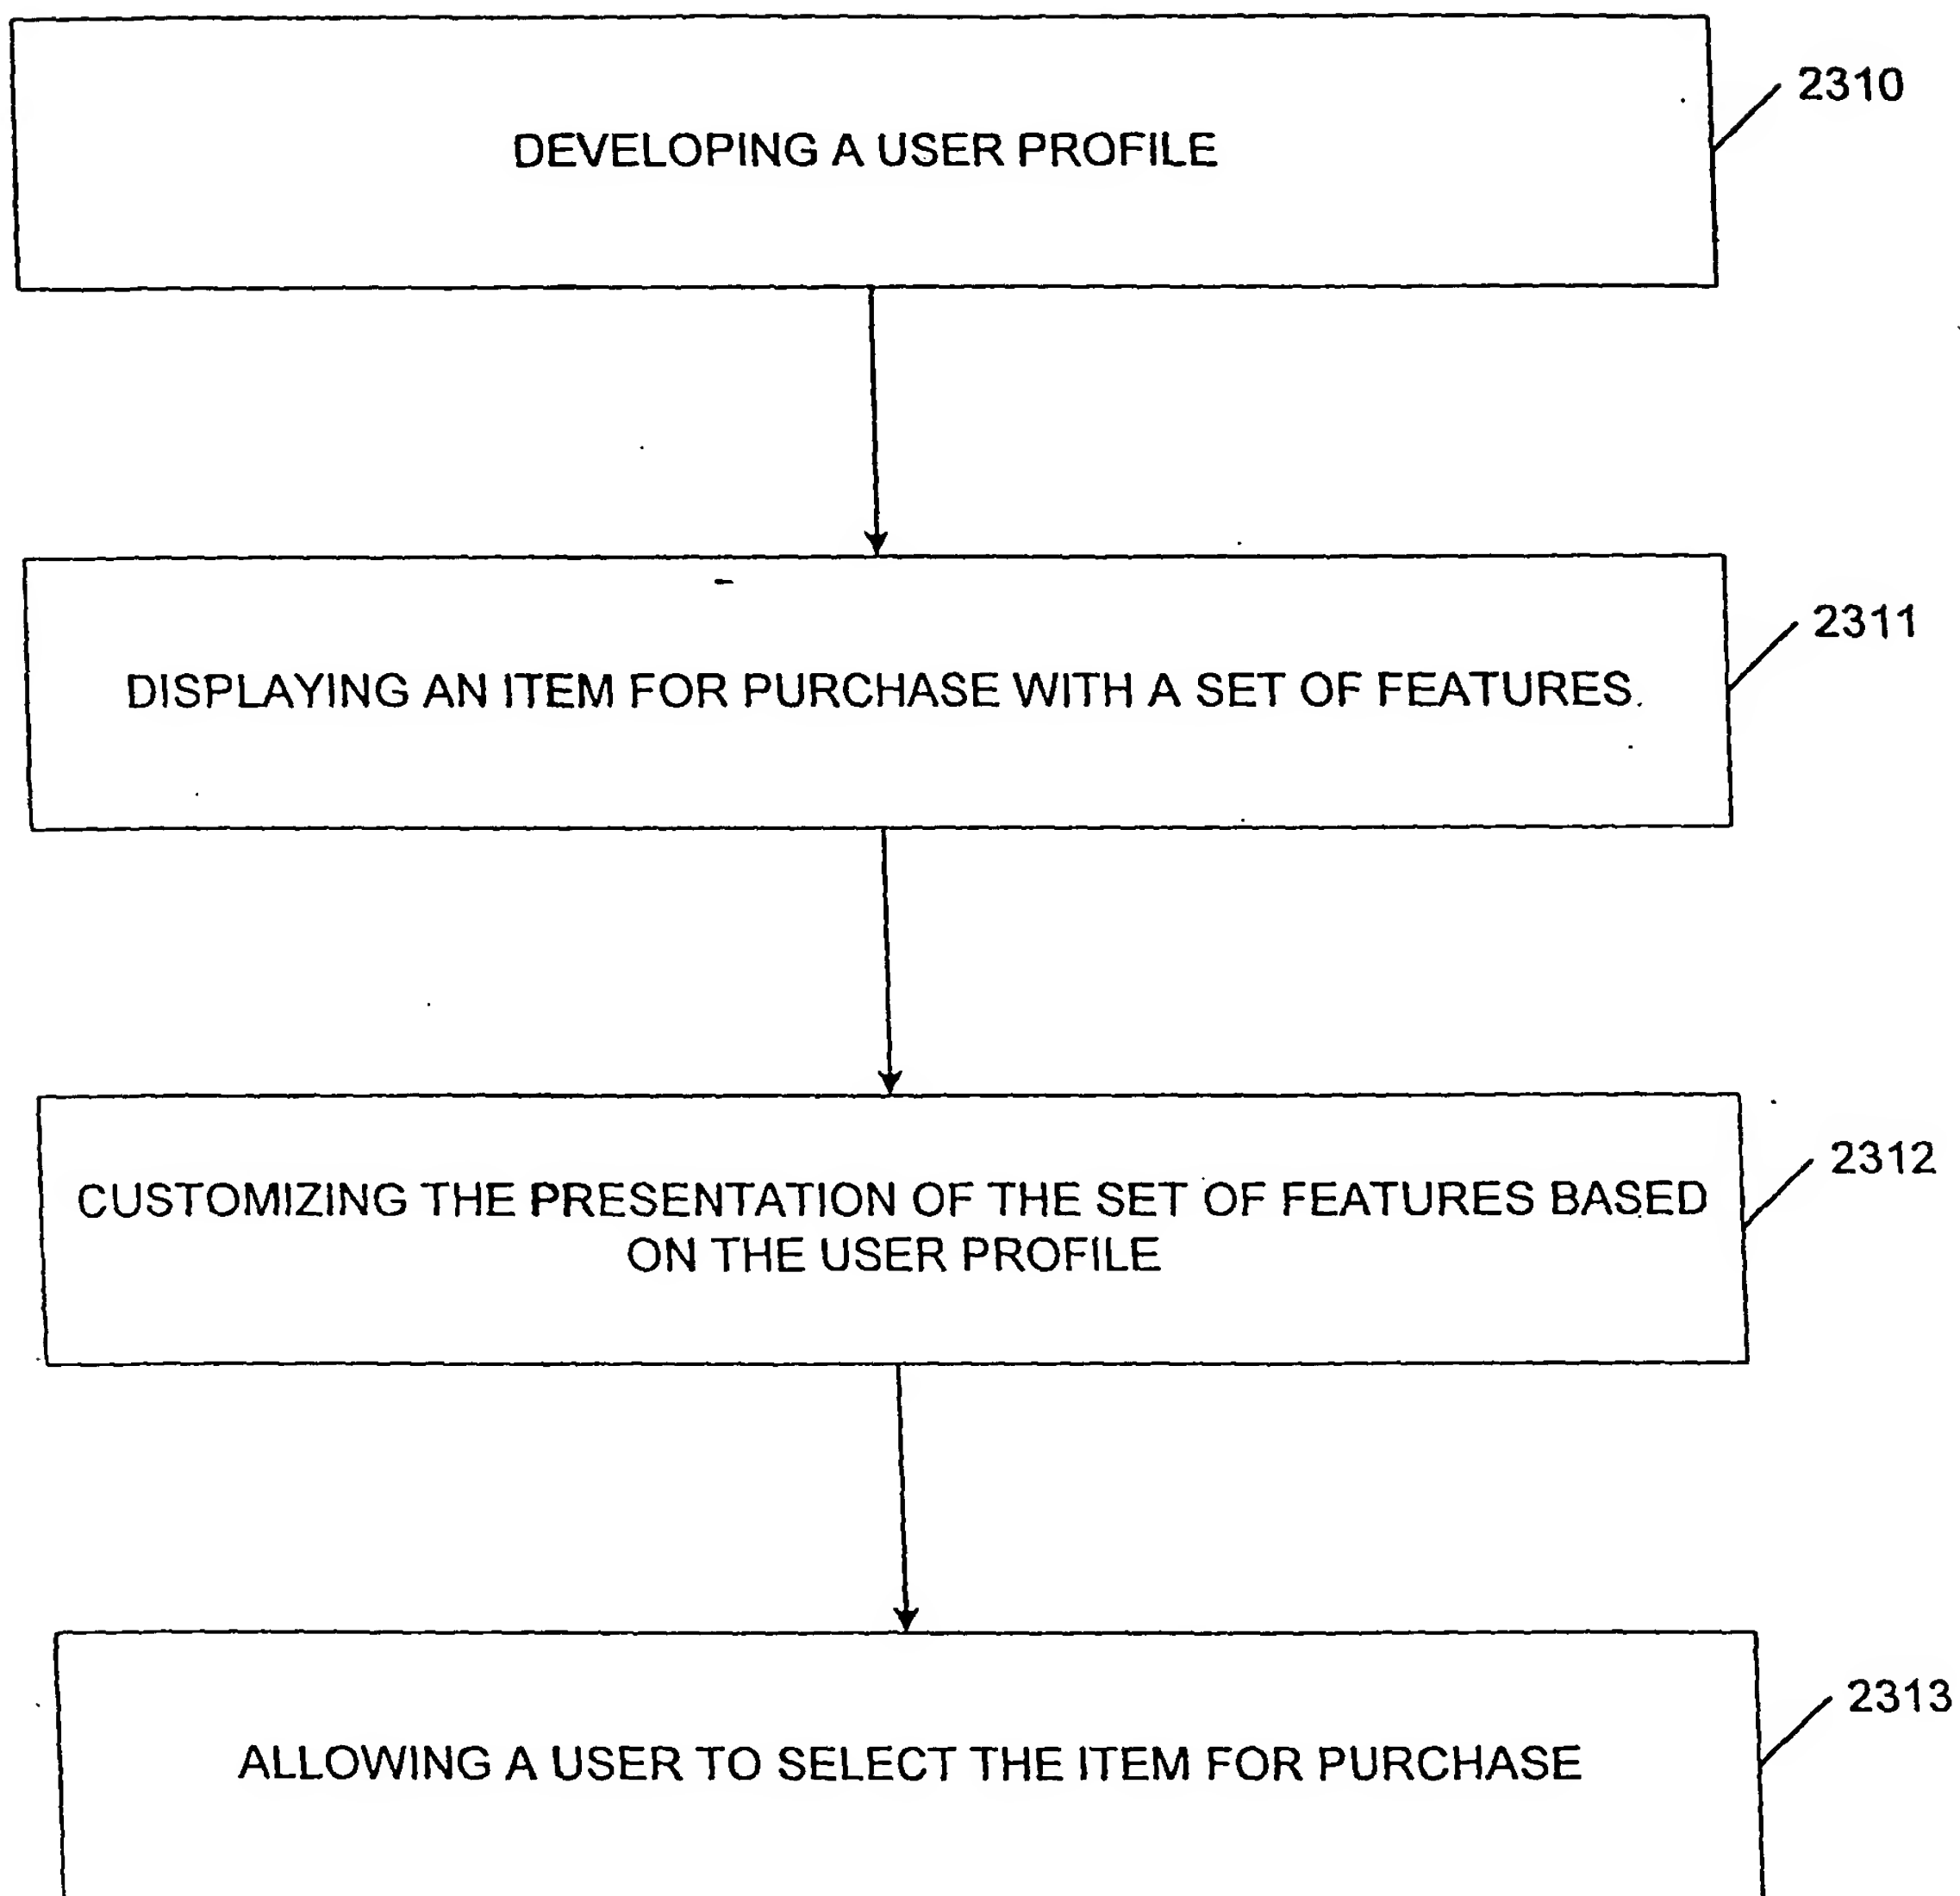 2310
DEVELOPING A USER PROFILE
2311
DISPLAYING AN ITEM FOR PURCHASE WITH A SET OF FEATURES
2312
CUSTOMIZING THE PRESENTATION OF THE SET OF FEATURES BASED
ON THE USER PROFILE
2313
ALLOWING A USER TO SELECT THE ITEM FOR PURCHASE